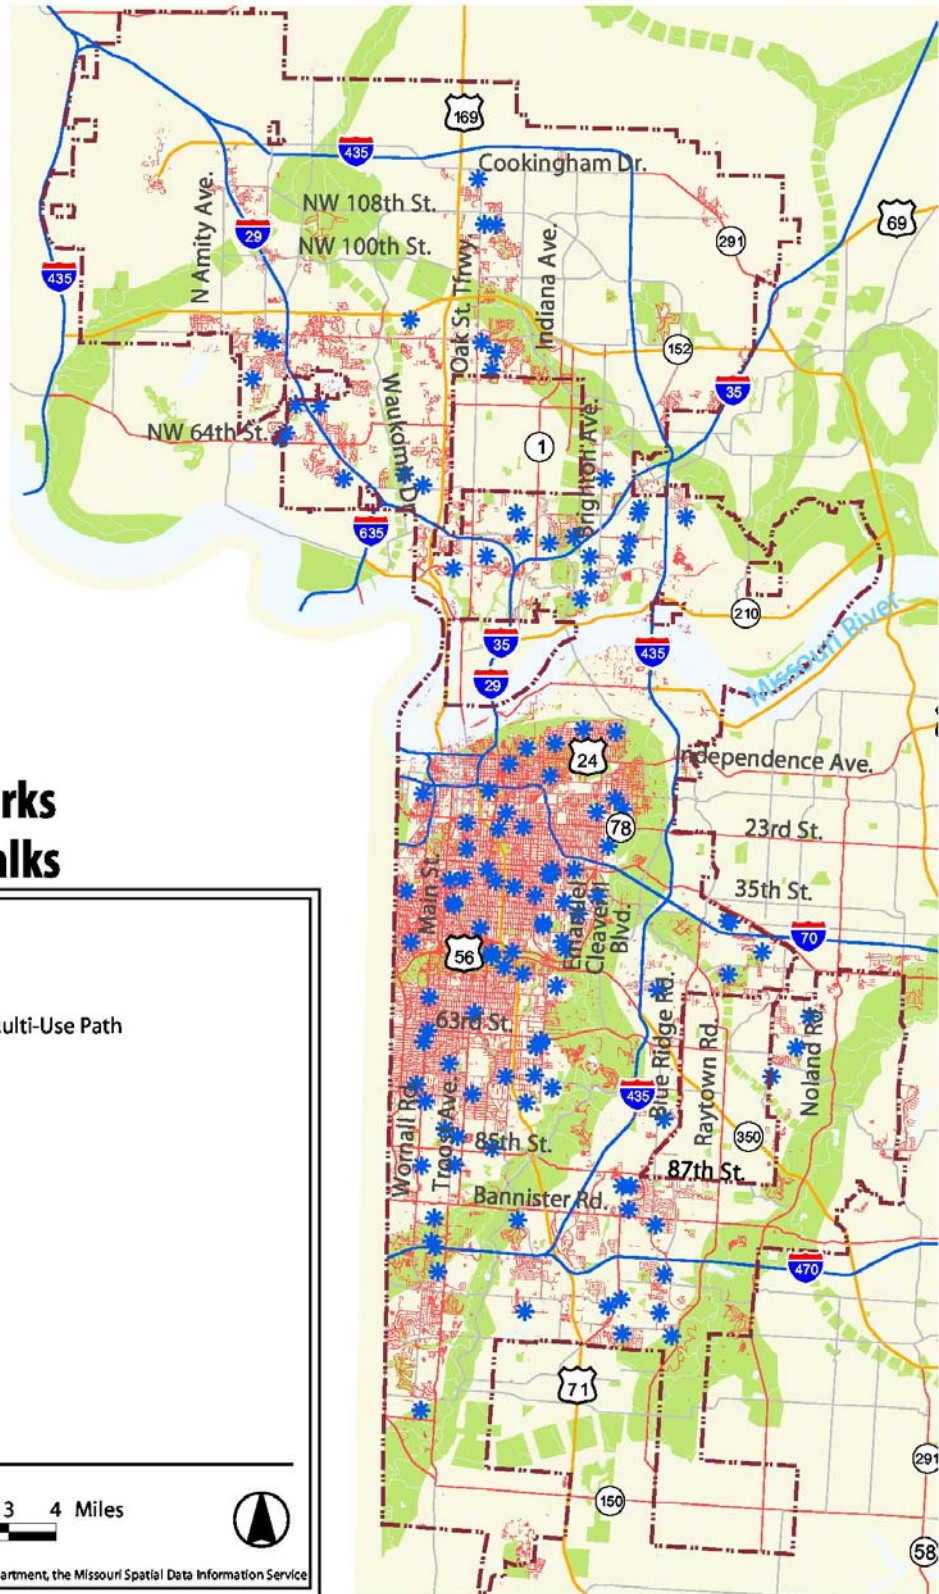 169
435
Cookingham Dr.
N Amity Ave.
NW 108th St.
69
29
291
NW 100th St.
435
Oak St. Tfrwy.
Indiana Ave.
152
35
Waukomis Dr.
NW 64th St.
1
Brighton Ave.
635
210
35
435
Missouri River
29
24
Independence Ave.
rks
78
23rd St.
alks
Main St.
35th St.
Emanuel
Cleaver II
Blvd.
70
56
ulti-Use Path
63rd St.
Blue Ridge Rd.
Raytown Rd.
Noland Rd.
435
Wornall Rd.
Troost Ave.
350
85th St.
87th St.
Bannister Rd.
470
71
291
3 4 Miles
150
58
artment, the Missouri Spatial Data Information Service